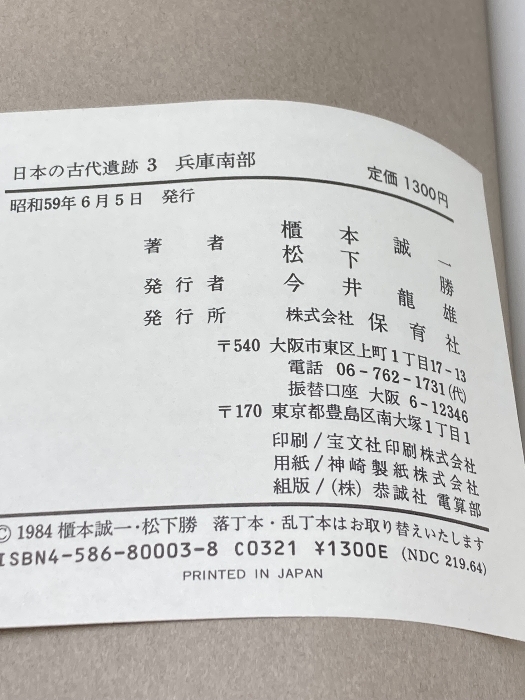 日本の古代遺跡 3 兵庫南部 定価 1300円
昭和59年6月5日 発行
著者 櫃本誠一
松下勝
発行者 今井龍雄
発行所 株式会社 保育社
〒540 大阪市東区上町1丁目17-13
電話 06-762-1731(代)
振替口座 大阪 6-12346
〒170 東京都豊島区南大塚1丁目1
印刷/宝文社印刷株式会社
用紙/神崎製紙株式会社
組版/(株)恭誠社 電算部
© 1984 櫃本誠一・松下勝 落丁本・乱丁本はお取り替えいたします
ISBN4-586-80003-8 C0321 ¥1300E (NDC 219.64)
PRINTED IN JAPAN